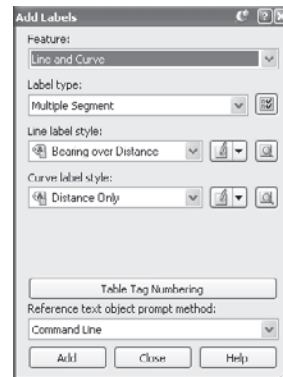 Add Labels
Feature:
Line and Curve
Label type:
Multiple Segment
Line label style:
Bearing over Distance
Curve label style:
Distance Only
Table Tag Numbering
Reference text object prompt method:
Command Line
Add Close Help